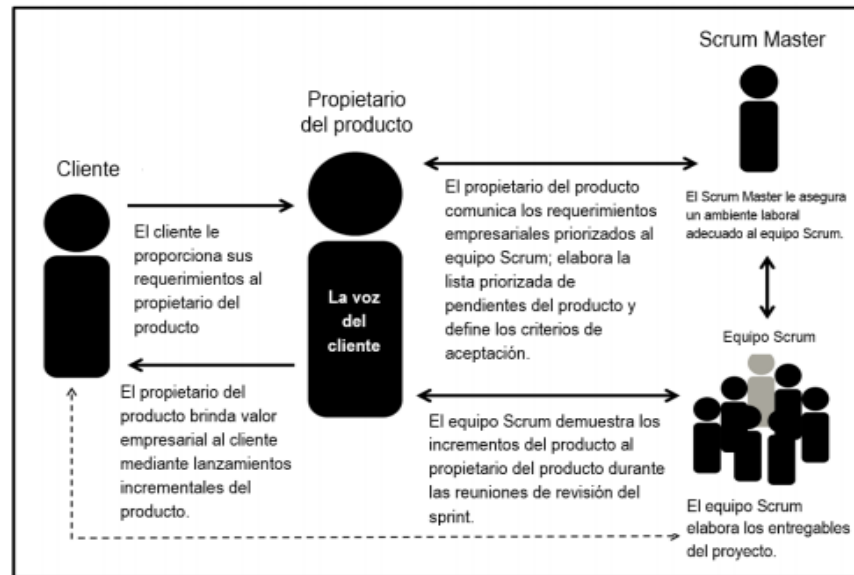 Scrum Master
Propietario
del producto
Cliente
El cliente le
proporciona sus
requerimientos al
propietario del
producto
La voz
del
cliente
El propietario del producto
comunica los requerimientos
empresariales priorizados al
equipo Scrum; elabora la
lista priorizada de
pendientes del producto y
define los criterios de
aceptación.
El Scrum Master le asegura
un ambiente laboral
adecuado al equipo Scrum.
Equipo Scrum
El propietario del
producto brinda valor
empresarial al cliente
mediante lanzamientos
incrementales del
producto.
El equipo Scrum demuestra los
incrementos del producto al
propietario del producto durante
las reuniones de revisión del
sprint.
El equipo Scrum
elabora los entregables
del proyecto.